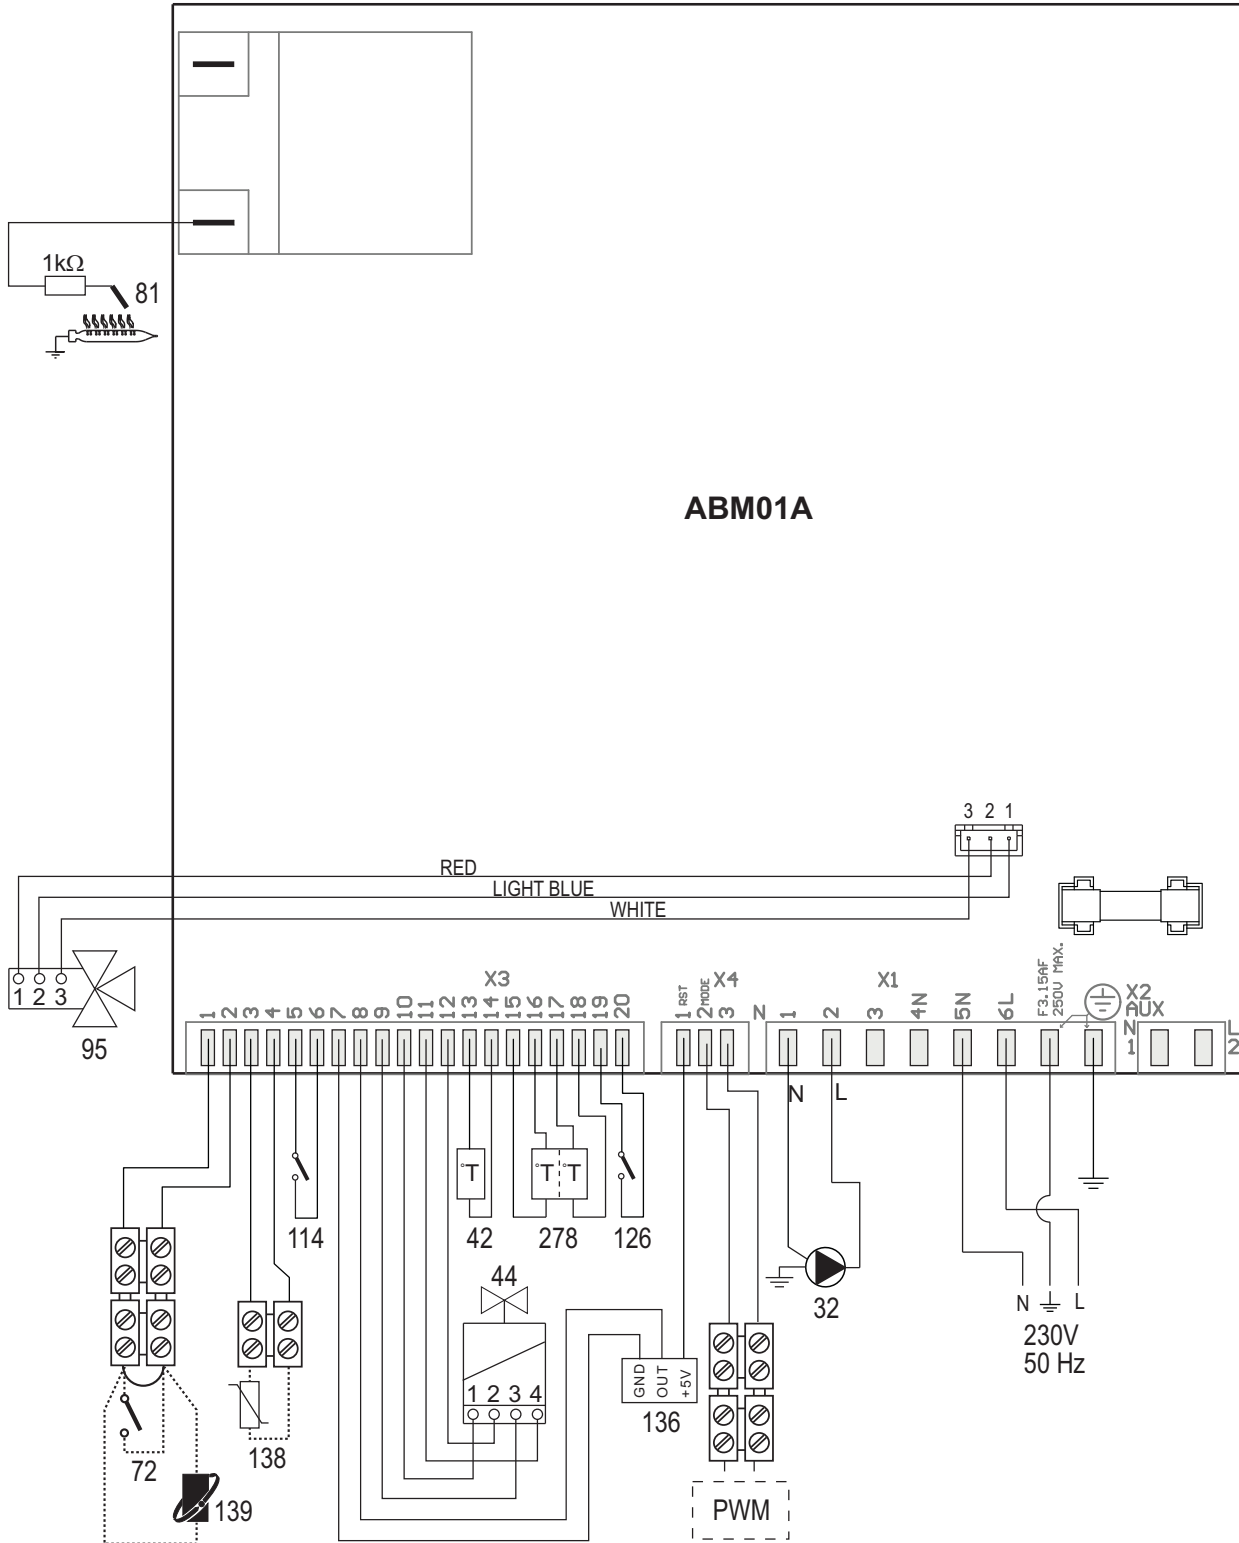 1kΩ
81
ABM01A
3 2 1
RED
LIGHT BLUE
WHITE
1 2 3
95
X3
X4
X1
X2
AUX
1 2 3 4 5 6 7 8 9 10 11 12 13 14 15 16 17 18 19 20
1 RST
2 MODE
3
N
1 2 3 4N 5N 6L
F3.15AF
250V MAX.
N
1
L
2
N
L
114
42
278
126
44
32
N
L
230V
50 Hz
GND
OUT
+5V
1 2 3 4
136
72
138
139
PWM